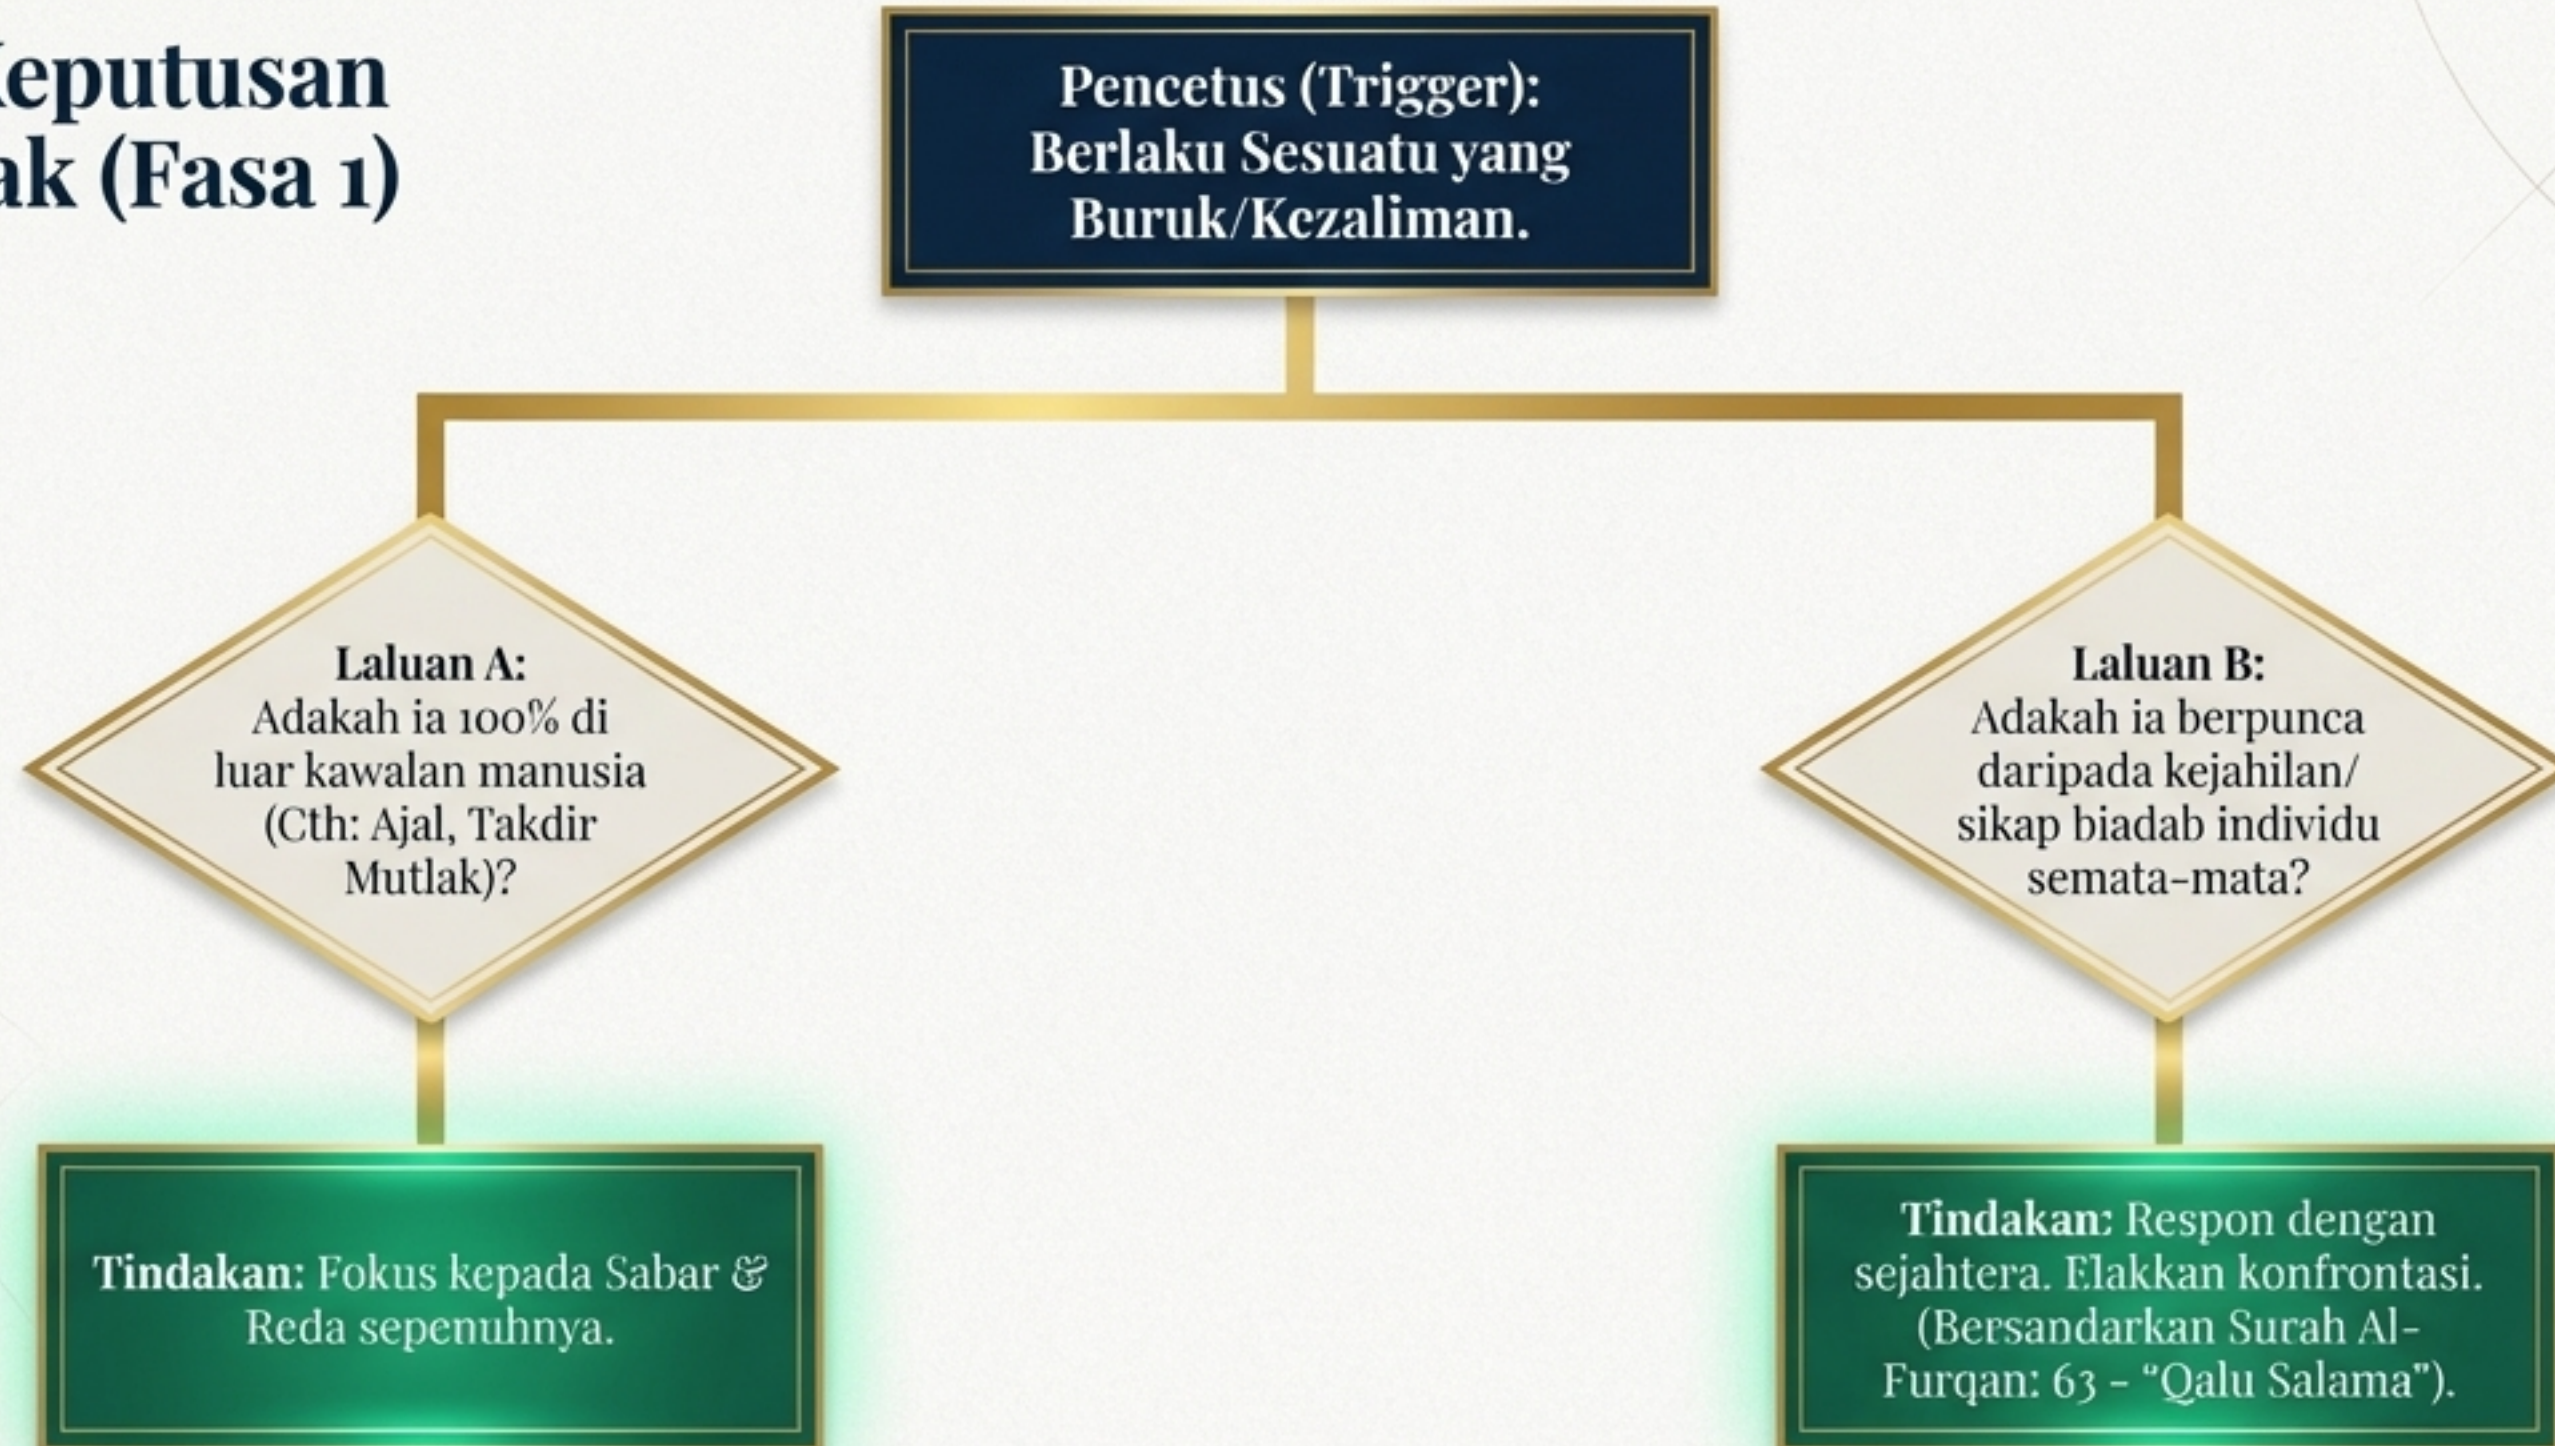 eputusan
ak (Fasa 1)
Pencetus (Trigger):
Berlaku Sesuatu yang
Buruk/Kezaliman.
Laluan A:
Adakah ia 100% di
luar kawalan manusia
(Cth: Ajal, Takdir
Mutlak)?
Laluan B:
Adakah ia berpunca
daripada kejahilan/
sikap biadab individu
semata-mata?
Tindakan: Fokus kepada Sabar &
Reda sepenuhnya.
Tindakan: Respon dengan
sejahtera. Elakkan konfrontasi.
(Bersandarkan Surah Al-
Furqan: 63 - "Qalu Salama").